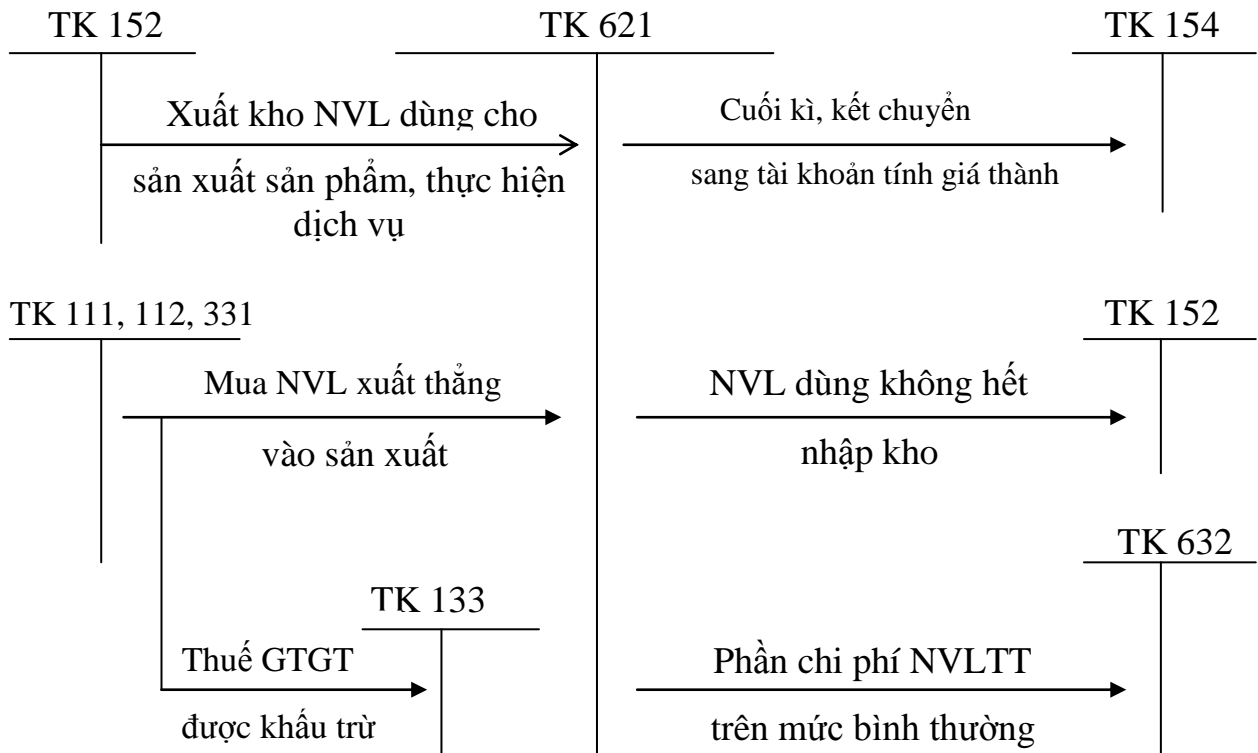 TK 152
TK 621
TK 154
Xuất kho NVL dùng cho
sản xuất sản phẩm, thực hiện
dịch vụ
Cuối kì, kết chuyển
sang tài khoản tính giá thành
TK 111, 112, 331
TK 152
Mua NVL xuất thẳng
vào sản xuất
NVL dùng không hết
nhập kho
TK 632
TK 133
Thuế GTGT
được khấu trừ
Phần chi phí NVLTT
trên mức bình thường